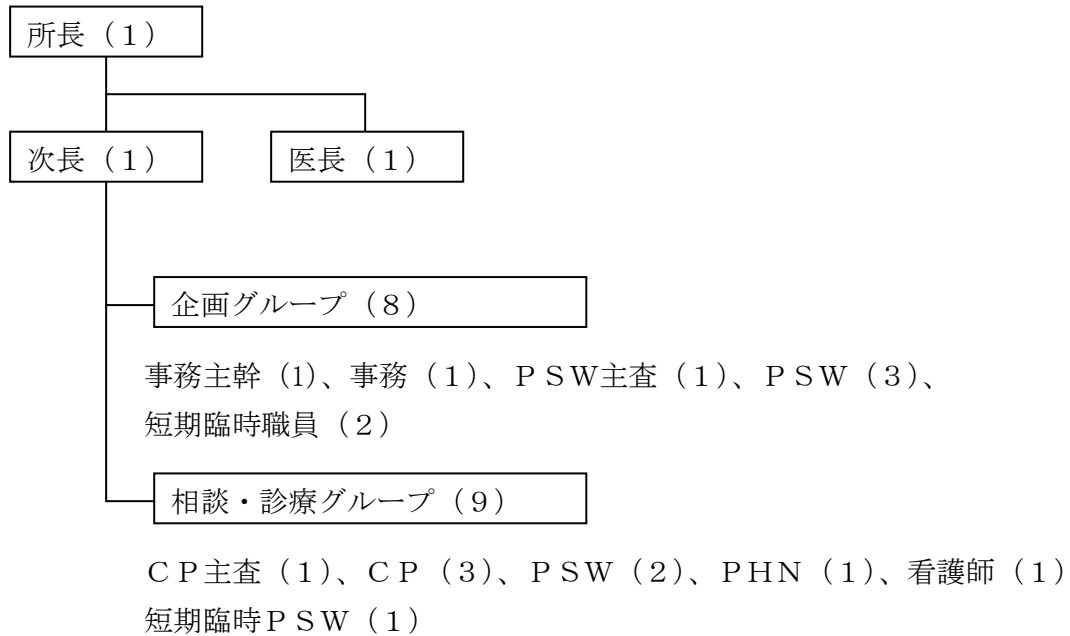 所長（１）
次長（１）
医長（１）
企画グループ（８）
事務主幹（1）、事務（１）、ＰＳＷ主査（１）、ＰＳＷ（３）、
短期臨時職員（２）
相談・診療グループ（９）
ＣＰ主査（１）、ＣＰ（３）、ＰＳＷ（２）、ＰＨＮ（１）、看護師（１）
短期臨時ＰＳＷ（１）